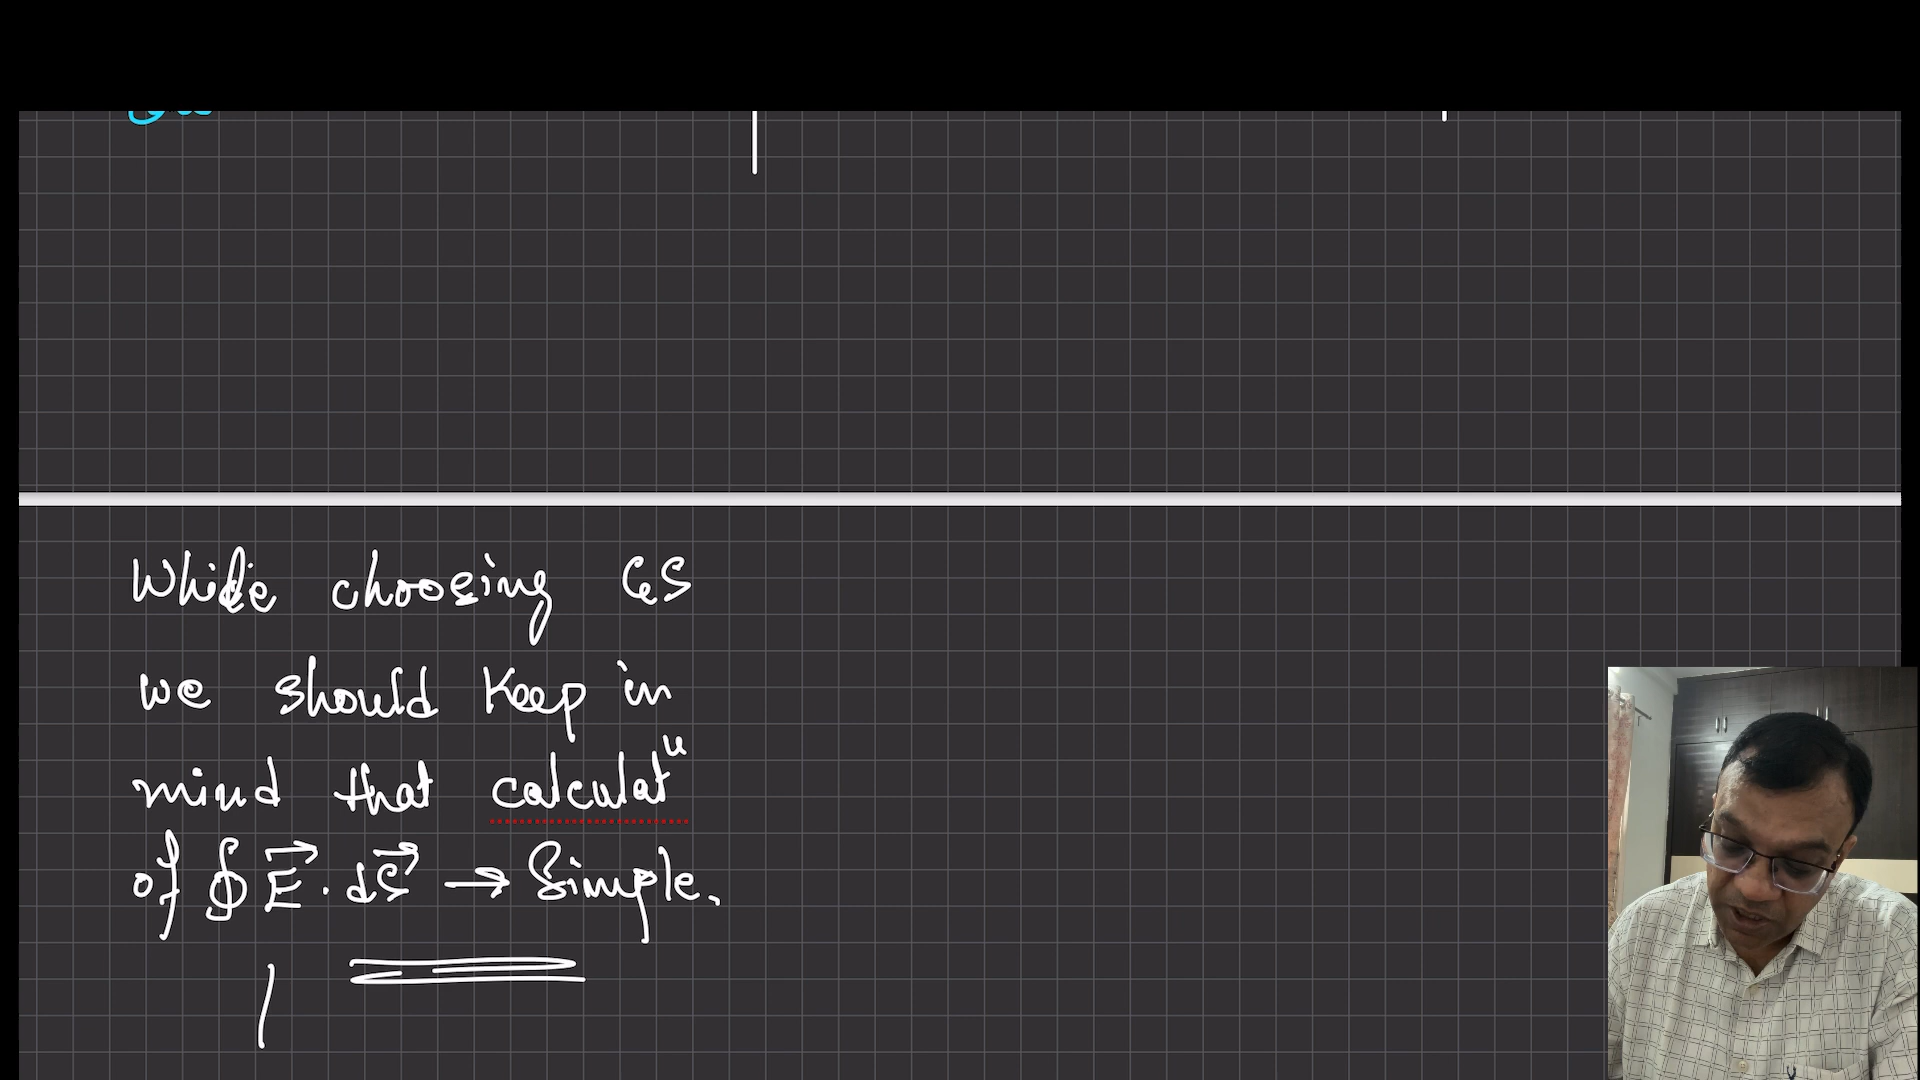 While choosing GS
we should keep in
mind that calculatⁿ
of ∮ E⃗ . dS⃗ → Simple.